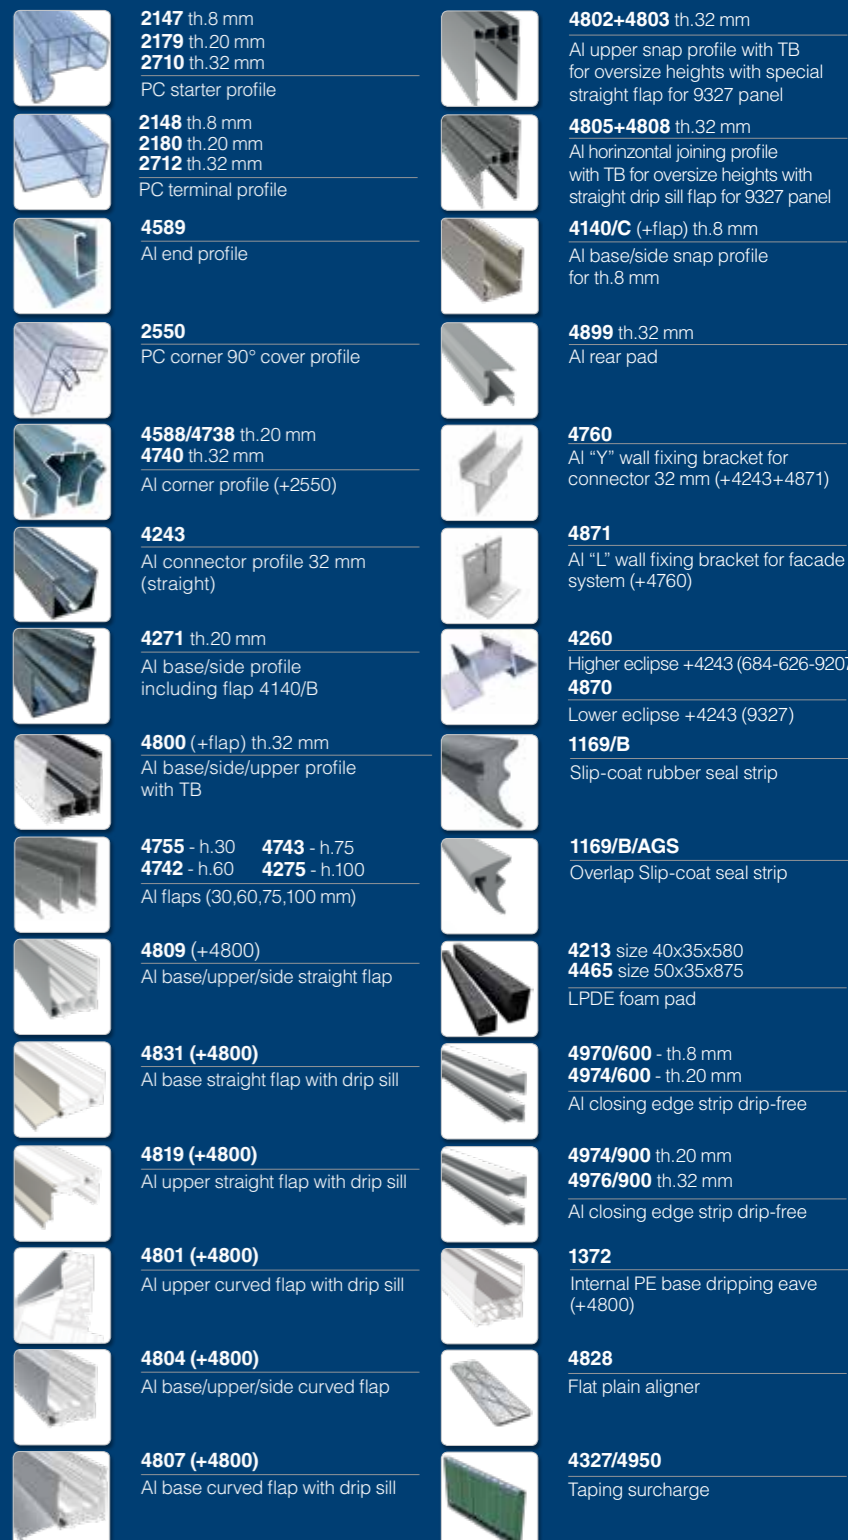 2147 th.8 mm
2179 th.20 mm
2710 th.32 mm
PC starter profile
2148 th.8 mm
2180 th.20 mm
2712 th.32 mm
PC terminal profile
4589
Al end profile
2550
PC corner 90° cover profile
4588/4738 th.20 mm
4740 th.32 mm
Al corner profile (+2550)
4243
Al connector profile 32 mm
(straight)
4271 th.20 mm
Al base/side profile
including flap 4140/B
4800 (+flap) th.32 mm
Al base/side/upper profile
with TB
4755 - h.30 4743 - h.75
4742 - h.60 4275 - h.100
Al flaps (30,60,75,100 mm)
4809 (+4800)
Al base/upper/side straight flap
4831 (+4800)
Al base straight flap with drip sill
4819 (+4800)
Al upper straight flap with drip sill
4801 (+4800)
Al upper curved flap with drip sill
4804 (+4800)
Al base/upper/side curved flap
4807 (+4800)
Al base curved flap with drip sill
4802+4803 th.32 mm
Al upper snap profile with TB
for oversize heights with special
straight flap for 9327 panel
4805+4808 th.32 mm
Al horinzontal joining profile
with TB for oversize heights with
straight drip sill flap for 9327 panel
4140/C (+flap) th.8 mm
Al base/side snap profile
for th.8 mm
4899 th.32 mm
Al rear pad
4760
Al “Y” wall fixing bracket for
connector 32 mm (+4243+4871)
4871
Al “L” wall fixing bracket for facade
system (+4760)
4260
Higher eclipse +4243 (684-626-9207
4870
Lower eclipse +4243 (9327)
1169/B
Slip-coat rubber seal strip
1169/B/AGS
Overlap Slip-coat seal strip
4213 size 40x35x580
4465 size 50x35x875
LPDE foam pad
4970/600 - th.8 mm
4974/600 - th.20 mm
Al closing edge strip drip-free
4974/900 th.20 mm
4976/900 th.32 mm
Al closing edge strip drip-free
1372
Internal PE base dripping eave
(+4800)
4828
Flat plain aligner
4327/4950
Taping surcharge